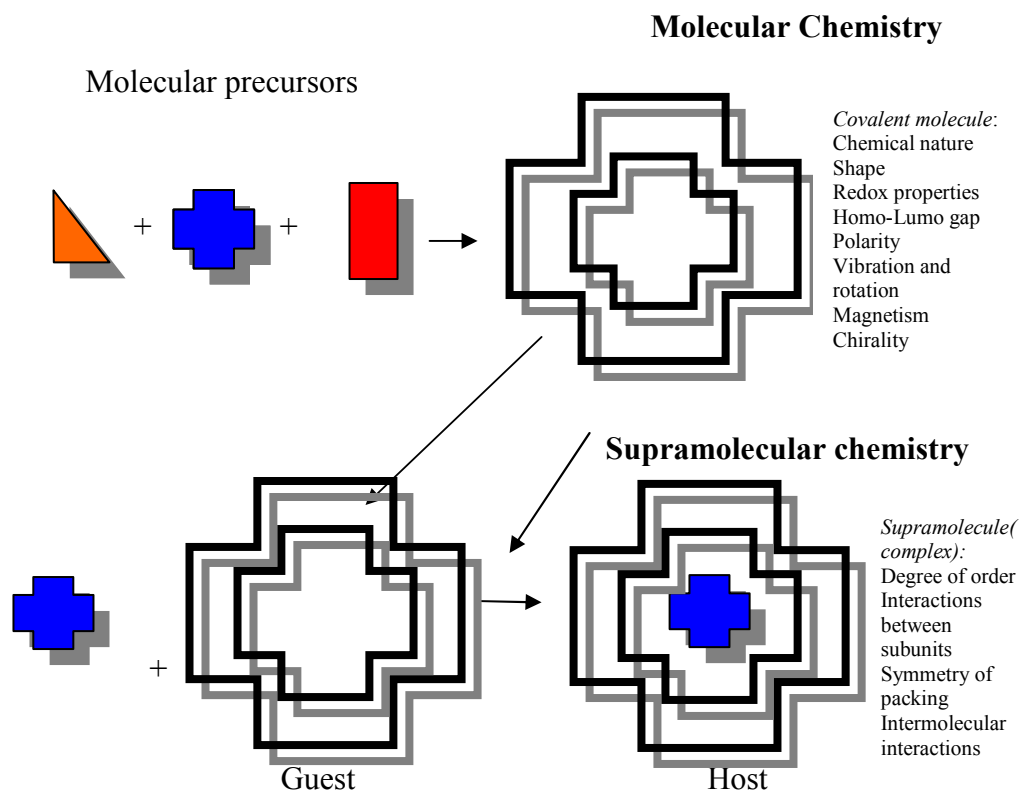 Molecular Chemistry
Molecular precursors
Covalent molecule:
Chemical nature
Shape
Redox properties
Homo-Lumo gap
Polarity
Vibration and
rotation
Magnetism
Chirality
+
+
Supramolecular chemistry
Supramolecule(
complex):
Degree of order
Interactions
between
subunits
Symmetry of
packing
Intermolecular
interactions
+
Guest
Host